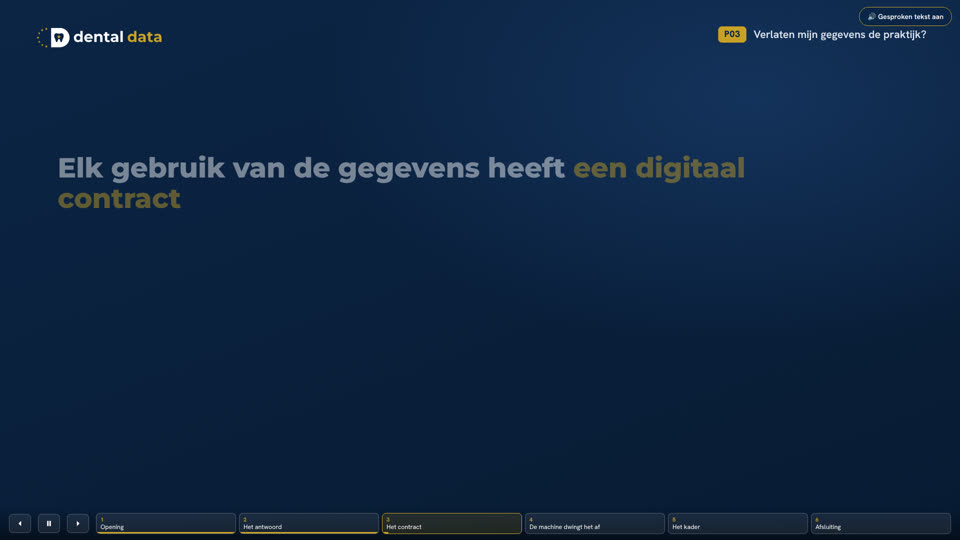 Gesproken tekst aan
dental data
P03 Verlaten mijn gegevens de praktijk?
Elk gebruik van de gegevens heeft een digitaal
contract
1
Opening
2
Het antwoord
3
Het contract
4
De machine dwingt het af
5
Het kader
6
Afsluiting